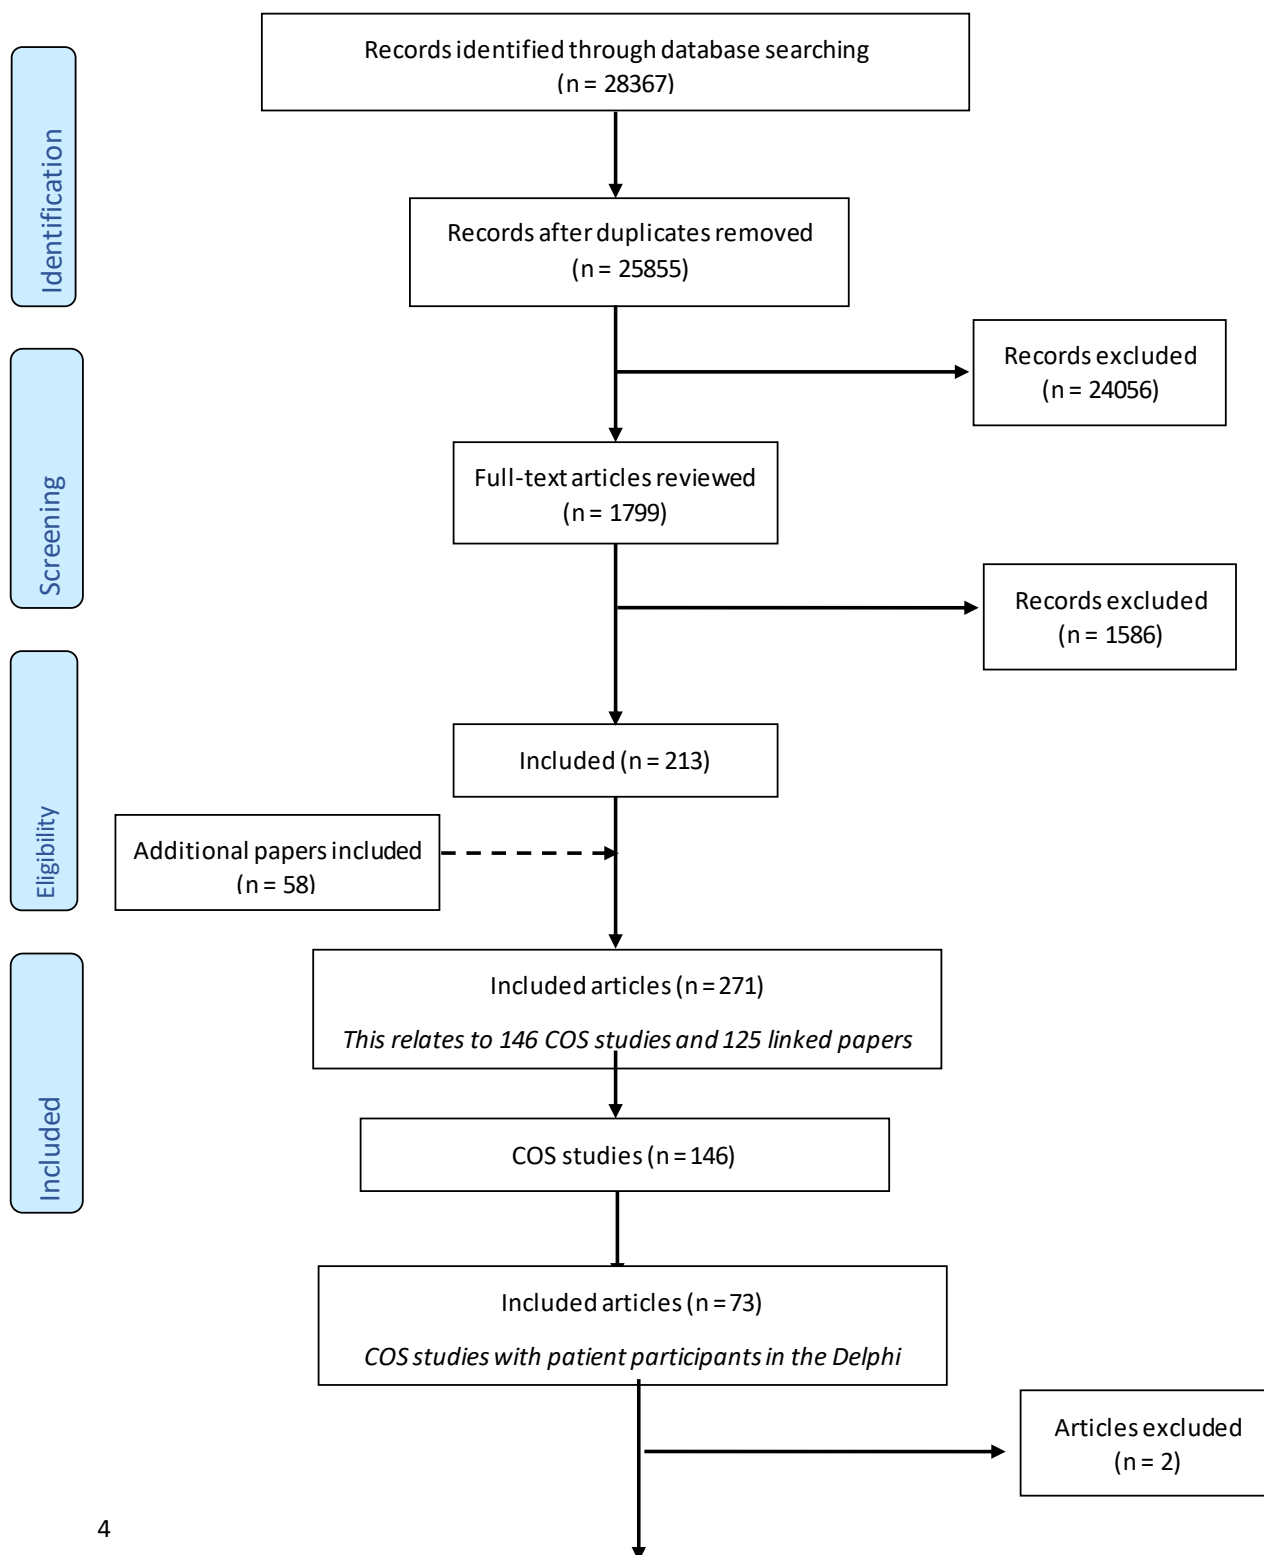 Records identified through database searching
(n = 28367)
Identification
Records after duplicates removed
(n = 25855)
Records excluded
(n = 24056)
Screening
Full-text articles reviewed
(n = 1799)
Records excluded
(n = 1586)
Included (n = 213)
Eligibility
Additional papers included
(n = 58)
Included articles (n = 271)
This relates to 146 COS studies and 125 linked papers
Included
COS studies (n = 146)
Included articles (n = 73)
COS studies with patient participants in the Delphi
Articles excluded
(n = 2)
4